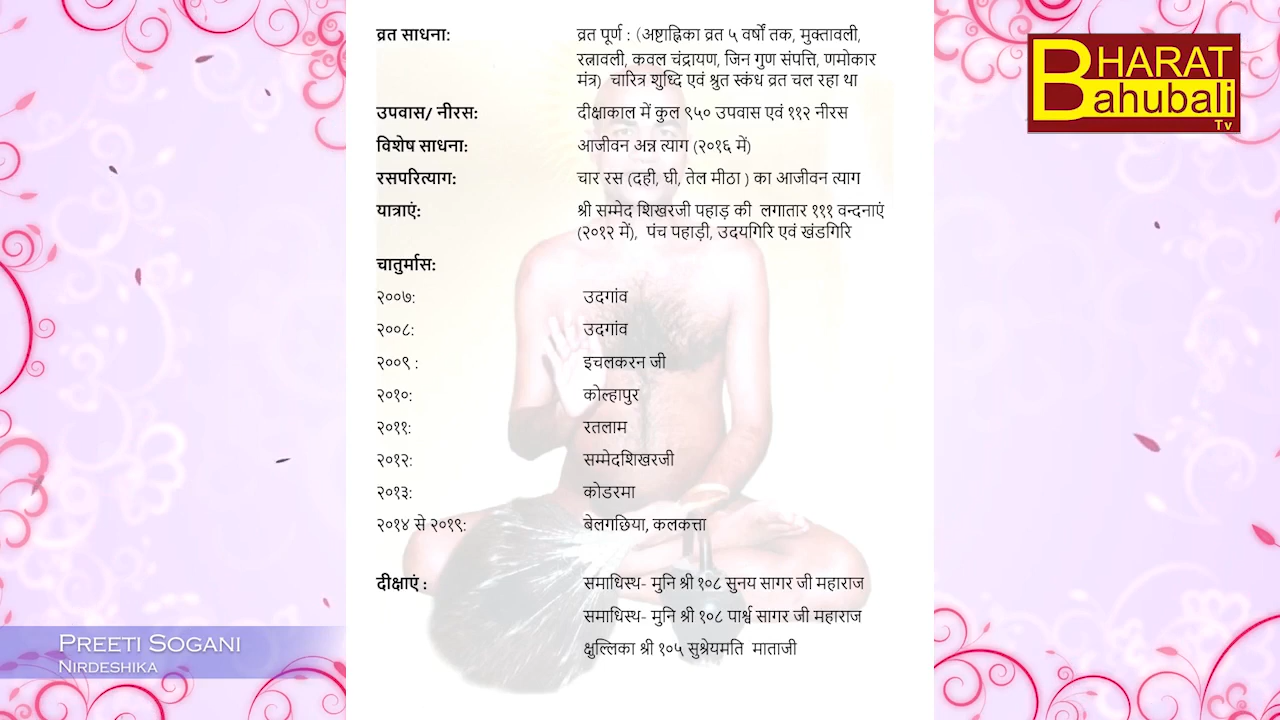 व्रत साधना: व्रत पूर्ण : (अष्टाह्निका व्रत ५ वर्षों तक, मुक्तावली,
रत्नावली, कवल चंद्रायण, जिन गुण संपत्ति, णमोकार
मंत्र) चारित्र शुध्दि एवं श्रुत स्कंध व्रत चल रहा था
उपवास/ नीरस: दीक्षाकाल में कुल ९५० उपवास एवं ११२ नीरस
विशेष साधना: आजीवन अन्न त्याग (२०१६ में)
रसपरित्याग: चार रस (दही, घी, तेल मीठा ) का आजीवन त्याग
यात्राएं: श्री सम्मेद शिखरजी पहाड़ की लगातार १११ वन्दनाएं
(२०१२ में), पंच पहाड़ी, उदयगिरि एवं खंडगिरि
चातुर्मास:
२००७: उदगांव
२००८: उदगांव
२००९ : इचलकरन जी
२०१०: कोल्हापुर
२०११: रतलाम
२०१२: सम्मेदशिखरजी
२०१३: कोडरमा
२०१४ से २०१९: बेलगछिया, कलकत्ता
दीक्षाएं : समाधिस्थ- मुनि श्री १०८ सुनय सागर जी महाराज
समाधिस्थ- मुनि श्री १०८ पार्श्व सागर जी महाराज
क्षुल्लिका श्री १०५ सुश्रेयमति माताजी
BHARAT
Bahubali
Tv
PREETI SOGANI
NIRDESHIKA